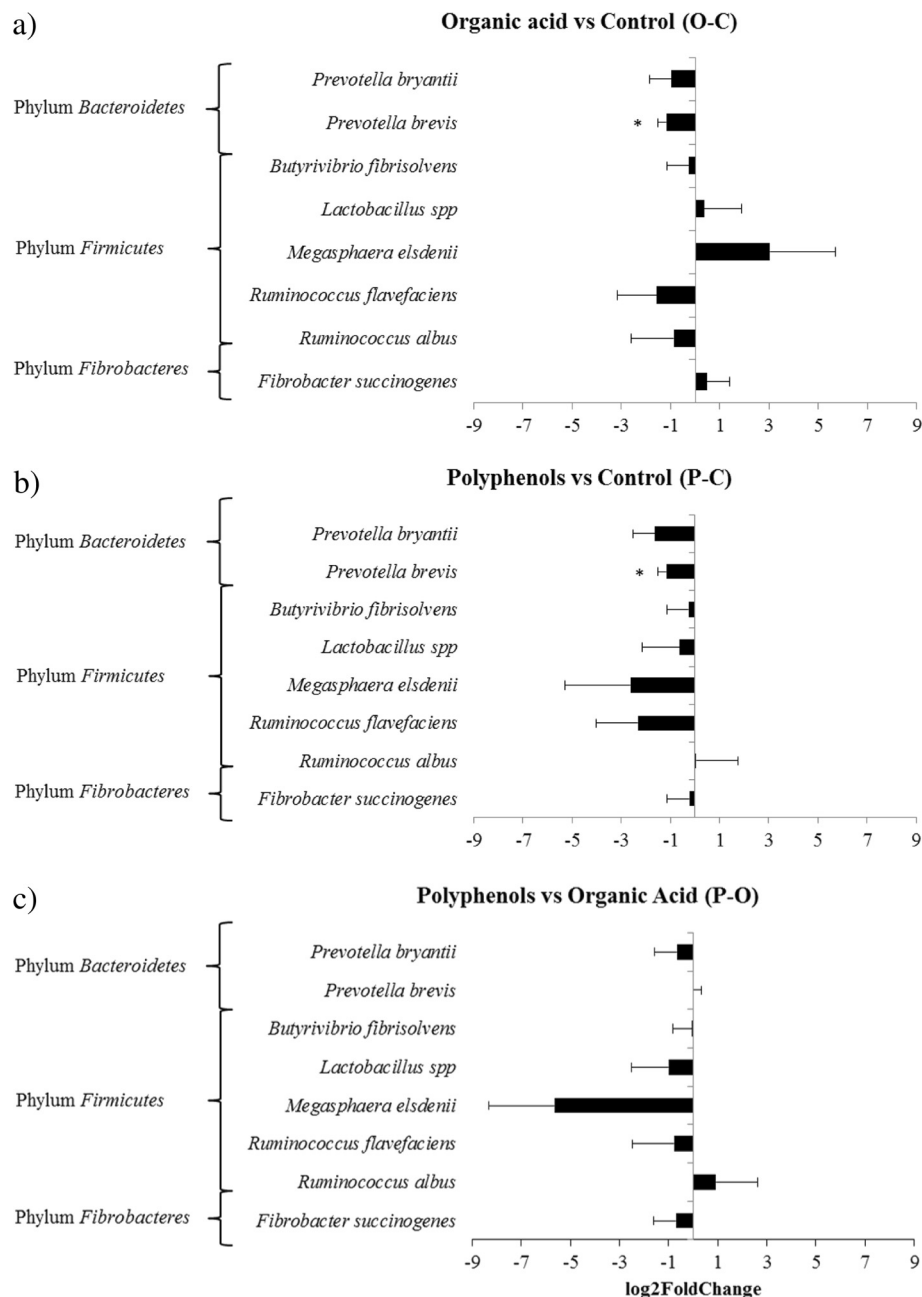 a)
Organic acid vs Control (O-C)
Phylum Bacteroidetes
Prevotella bryantii
Prevotella brevis
*
Phylum Firmicutes
Butyrivibrio fibrisolvens
Lactobacillus spp
Megasphaera elsdenii
Ruminococcus flavefaciens
Ruminococcus albus
Phylum Fibrobacteres
Fibrobacter succinogenes
-9 -7 -5 -3 -1 1 3 5 7 9
b)
Polyphenols vs Control (P-C)
Phylum Bacteroidetes
Prevotella bryantii
Prevotella brevis
*
Phylum Firmicutes
Butyrivibrio fibrisolvens
Lactobacillus spp
Megasphaera elsdenii
Ruminococcus flavefaciens
Ruminococcus albus
Phylum Fibrobacteres
Fibrobacter succinogenes
-9 -7 -5 -3 -1 1 3 5 7 9
c)
Polyphenols vs Organic Acid (P-O)
Phylum Bacteroidetes
Prevotella bryantii
Prevotella brevis
Phylum Firmicutes
Butyrivibrio fibrisolvens
Lactobacillus spp
Megasphaera elsdenii
Ruminococcus flavefaciens
Ruminococcus albus
Phylum Fibrobacteres
Fibrobacter succinogenes
-9 -7 -5 -3 -1 1 3 5 7 9
log2FoldChange